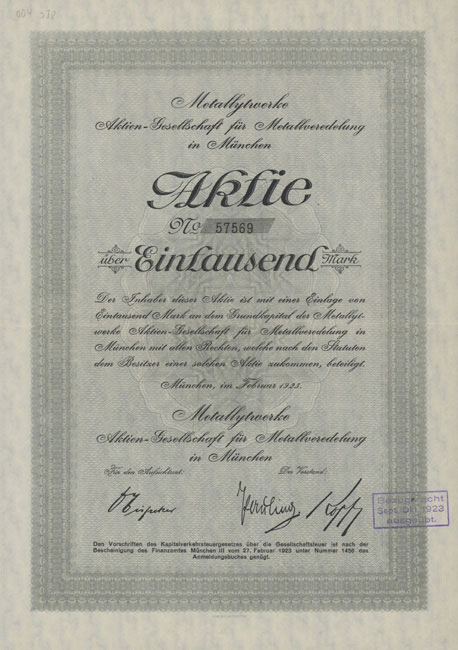 Metallytwerke
Aktien-Gesellschaft für Metallveredelung
in München
Aktie
No 57569
über Eintausend Mark
Der Inhaber dieser Aktie ist mit einer Einlage von
Eintausend Mark an dem Grundkapital der Metallyt-
werke Aktien-Gesellschaft für Metallveredelung in
München mit allen Rechten, welche nach den Statuten
dem Besitzer einer solchen Aktie zukommen, beteiligt.
München, im Februar 1923.
Metallytwerke
Aktien-Gesellschaft für Metallveredelung
in München
Für den Aufsichtsrat: Der Vorstand:
Bezugsrecht
Sept./Okt. 1923
ausgeübt.
Den Vorschriften des Kapitalverkehrsteuergesetzes über die Gesellschaftsteuer ist nach der
Bescheinigung des Finanzamtes München III vom 27. Februar 1923 unter Nummer 1456 des
Anmeldungsbuches genügt.